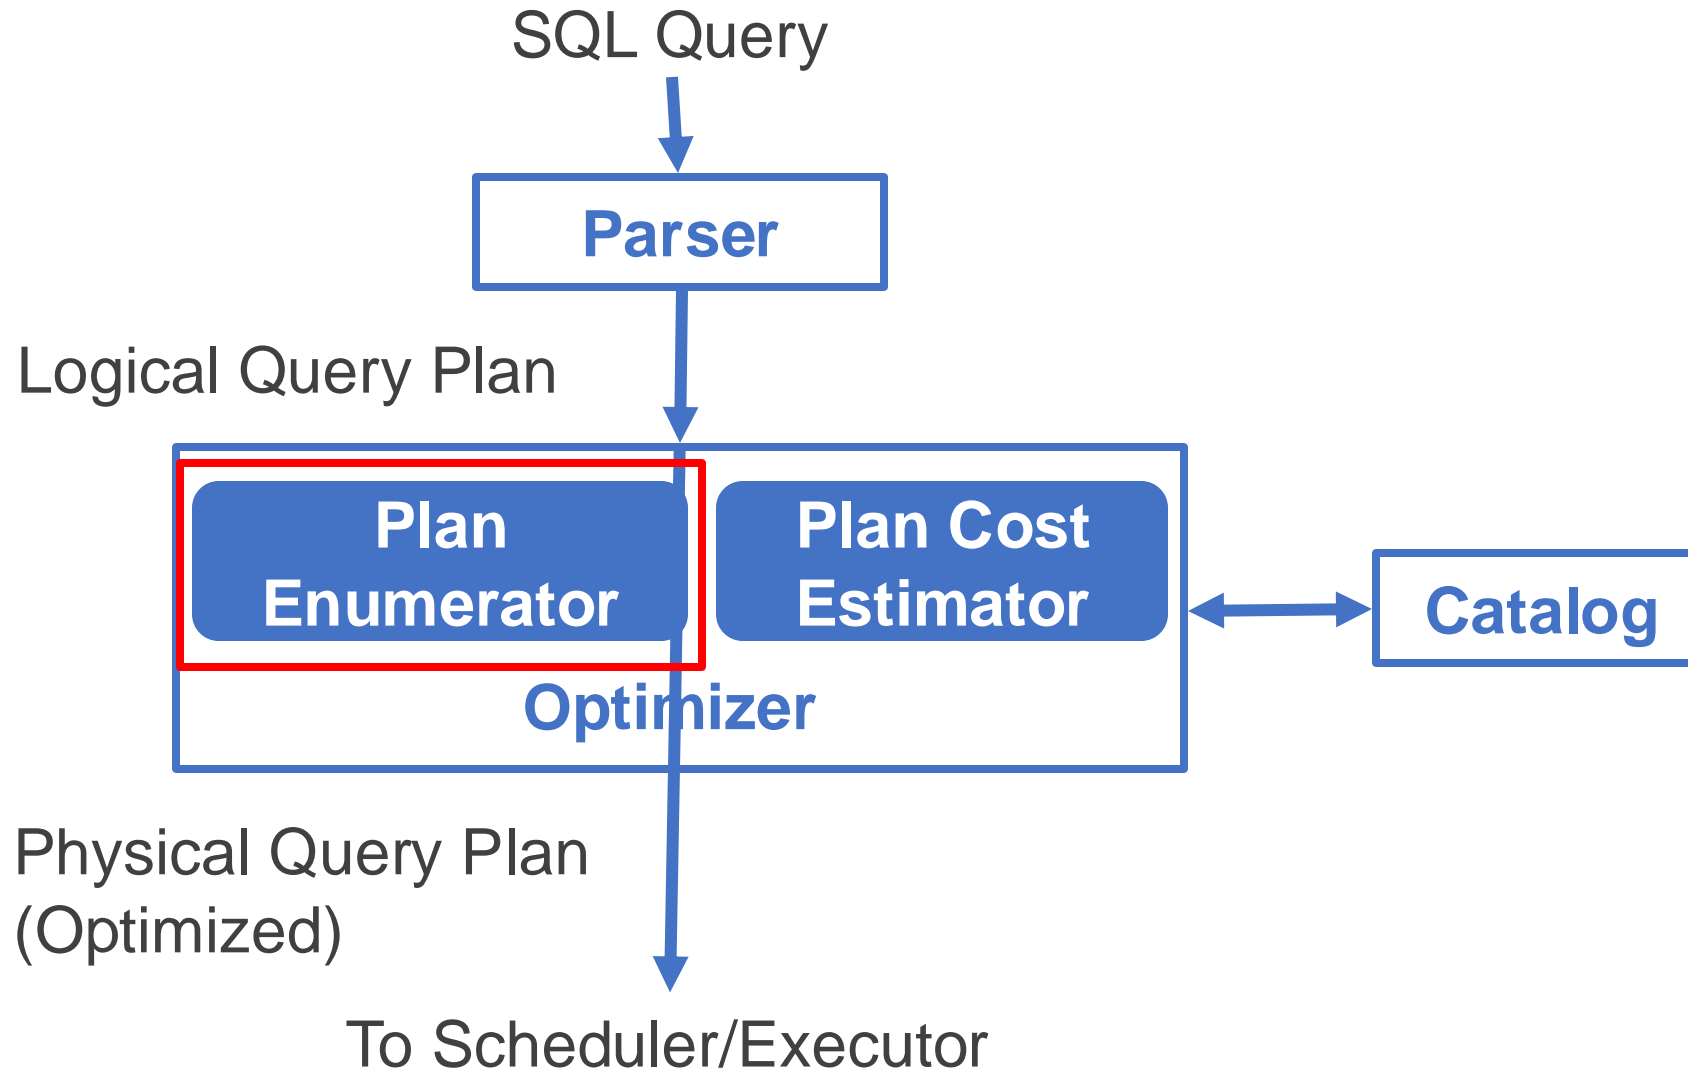 SQL Query
Parser
Logical Query Plan
Plan
Enumerator
Plan Cost
Estimator
Catalog
Optimizer
Physical Query Plan
(Optimized)
To Scheduler/Executor